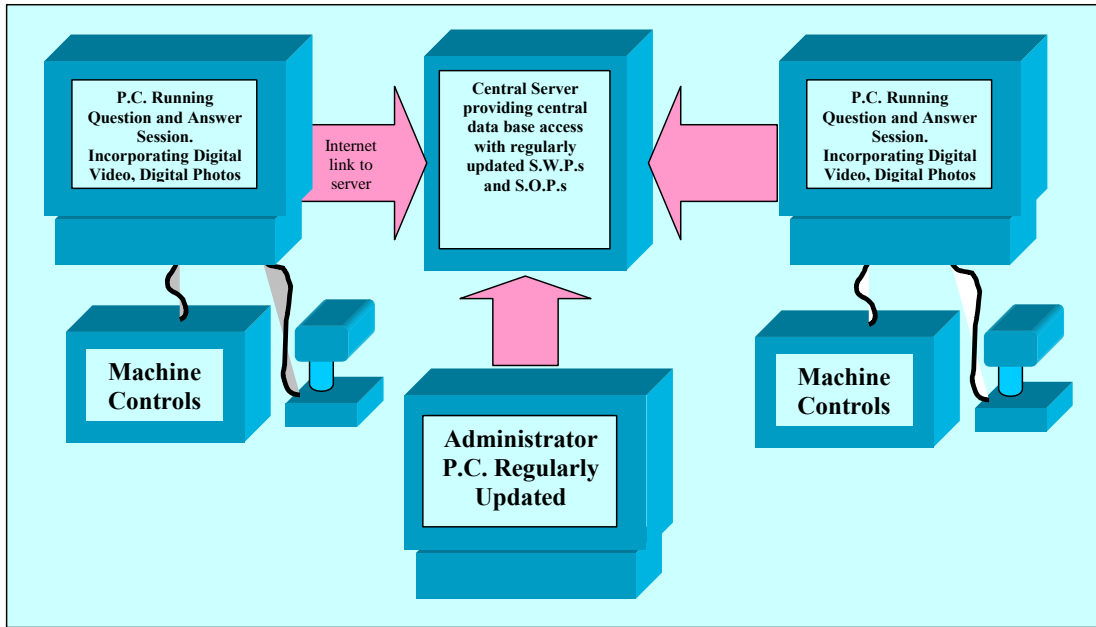 P.C. Running
Question and Answer
Session.
Incorporating Digital
Video, Digital Photos
Internet
link to
server
Central Server
providing central
data base access
with regularly
updated S.W.P.s
and S.O.P.s
P.C. Running
Question and Answer
Session.
Incorporating Digital
Video, Digital Photos
Machine
Controls
Administrator
P.C. Regularly
Updated
Machine
Controls